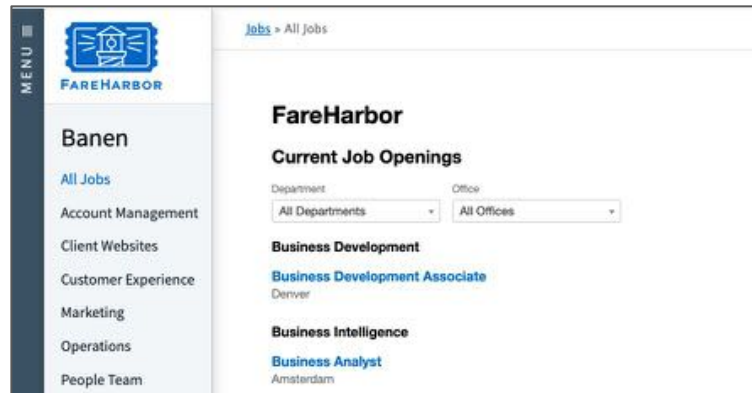 MENU
FAREHARBOR
Banen
All Jobs
Account Management
Client Websites
Customer Experience
Marketing
Operations
People Team
Jobs » All Jobs
FareHarbor
Current Job Openings
Department
Office
All Departments
All Offices
Business Development
Business Development Associate
Denver
Business Intelligence
Business Analyst
Amsterdam